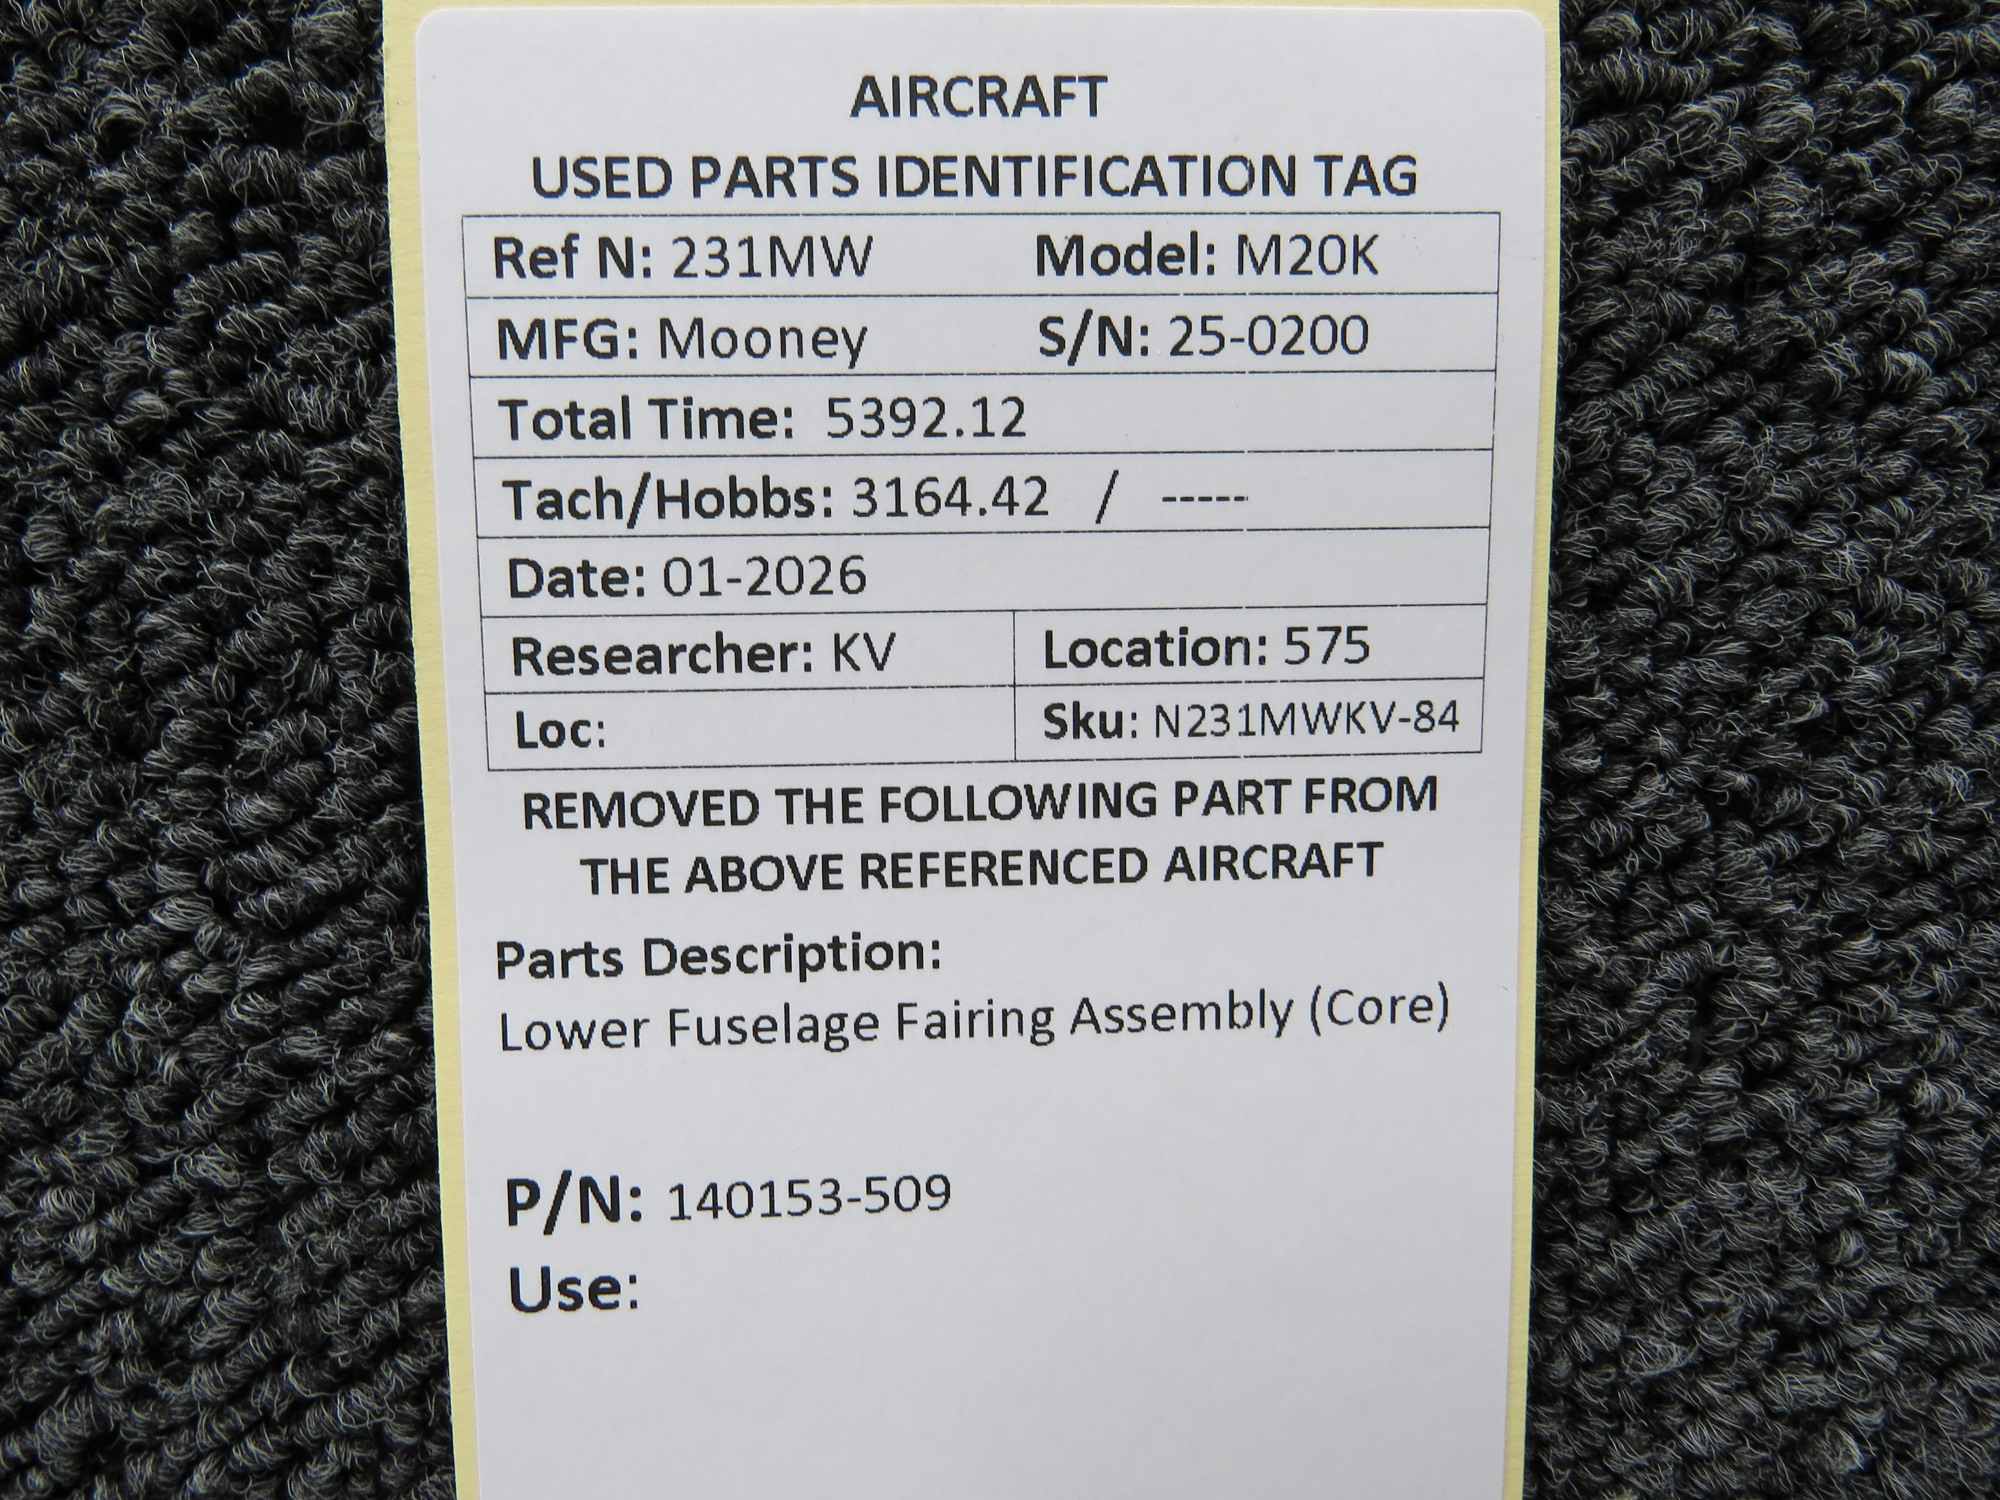 AIRCRAFT
USED PARTS IDENTIFICATION TAG
Ref N: 231MW Model: M20K
MFG: Mooney S/N: 25-0200
Total Time: 5392.12
Tach/Hobbs: 3164.42 / -----
Date: 01-2026
Researcher: KV Location: 575
Loc: Sku: N231MWKV-84
REMOVED THE FOLLOWING PART FROM
THE ABOVE REFERENCED AIRCRAFT
Parts Description:
Lower Fuselage Fairing Assembly (Core)
P/N: 140153-509
Use: